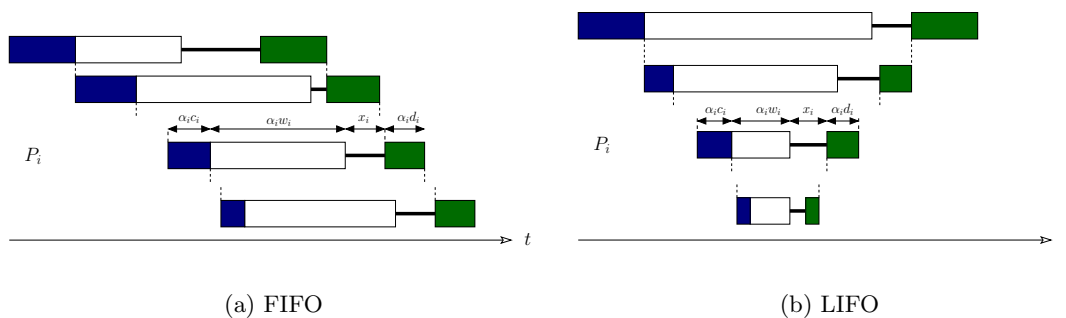 α_i c_i α_i w_i x_i α_i d_i
P_i
t
(a) FIFO
α_i c_i α_i w_i x_i α_i d_i
P_i
(b) LIFO